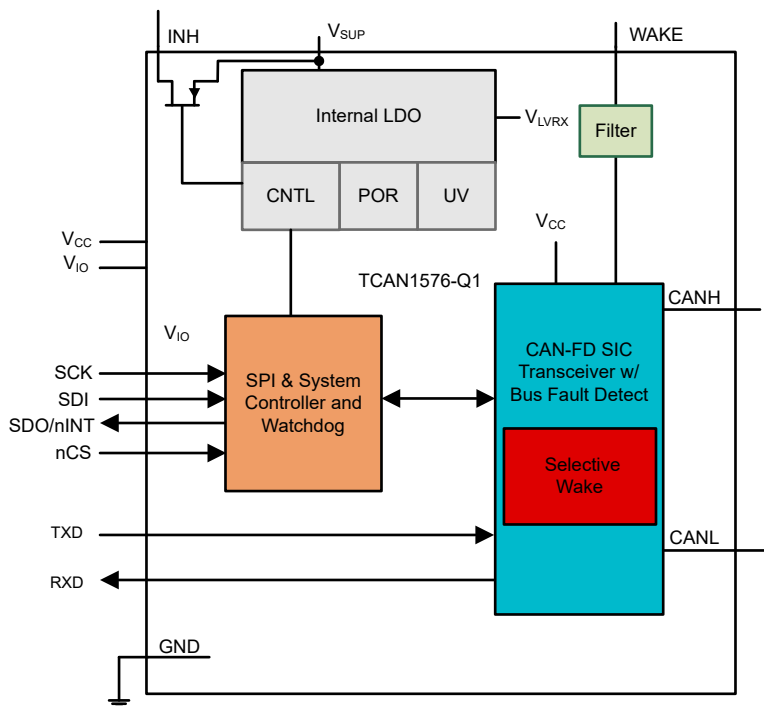 INH
VSUP
WAKE
Internal LDO
VLVRX
Filter
CNTL
POR
UV
VCC
VCC
VIO
TCAN1576-Q1
CANH
VIO
CAN-FD SIC
Transceiver w/
Bus Fault Detect
SCK
SDI
SDO/nINT
nCS
SPI & System
Controller and
Watchdog
Selective
Wake
TXD
CANL
RXD
GND